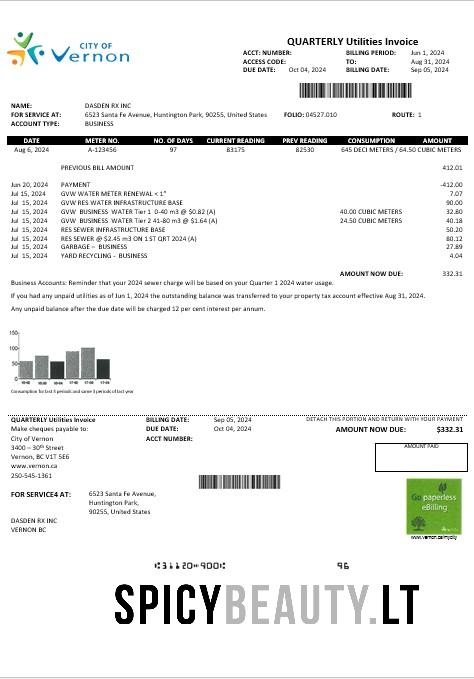 CITY OF
Vernon
QUARTERLY Utilities Invoice
ACCT: NUMBER: BILLING PERIOD: Jun 1, 2024
ACCESS CODE: TO: Aug 31, 2024
DUE DATE: Oct 04, 2024 BILLING DATE: Sep 05, 2024
NAME: DASDEN RX INC
FOR SERVICE AT: 6523 Santa Fe Avenue, Huntington Park, 90255, United States FOLIO: 04527.010 ROUTE: 1
ACCOUNT TYPE: BUSINESS
DATE METER NO. NO. OF DAYS CURRENT READING PREV READING CONSUMPTION AMOUNT
Aug 6, 2024 A-123456 97 83175 82530 645 DECI METERS / 64.50 CUBIC METERS
PREVIOUS BILL AMOUNT 412.01
Jun 20, 2024 PAYMENT -412.00
Jul 15, 2024 GVW WATER METER RENEWAL < 1" 7.07
Jul 15, 2024 GVW RES WATER INFRASTRUCTURE BASE 90.00
Jul 15, 2024 GVW BUSINESS WATER Tier 1 0-40 m3 @ $0.82 (A) 40.00 CUBIC METERS 32.80
Jul 15, 2024 GVW BUSINESS WATER Tier 2 41-80 m3 @ $1.64 (A) 24.50 CUBIC METERS 40.18
Jul 15, 2024 RES SEWER INFRASTRUCTURE BASE 50.20
Jul 15, 2024 RES SEWER @ $2.45 m3 ON 1 ST QRT 2024 (A) 80.12
Jul 15, 2024 GARBAGE – BUSINESS 27.89
Jul 15, 2024 YARD RECYCLING - BUSINESS 4.04
AMOUNT NOW DUE: 332.31
Business Accounts: Reminder that your 2024 sewer charge will be based on your Quarter 1 2024 water usage.
If you had any unpaid utilities as of Jun 1, 2024 the outstanding balance was transferred to your property tax account effective Aug 31, 2024.
Any unpaid balance after the due date will be charged 12 per cent interest per annum.
150
100
50
0
Consumption for last 5 periods and same 3 periods of last year
QUARTERLY Utilities Invoice BILLING DATE: Sep 05, 2024 DETACH THIS PORTION AND RETURN WITH YOUR PAYMENT
Make cheques payable to: DUE DATE: Oct 04, 2024 AMOUNT NOW DUE: $332.31
City of Vernon ACCT NUMBER:
3400 – 30th Street
Vernon, BC V1T 5E6
www.vernon.ca
250-545-1361
AMOUNT PAID
FOR SERVICE4 AT: 6523 Santa Fe Avenue,
Huntington Park,
90255, United States
DASDEN RX INC
VERNON BC
Go paperless
eBilling
www.vernon.ca/mycity
⑆31120⑉900⑆ 96
SPICYBEAUTY.LT